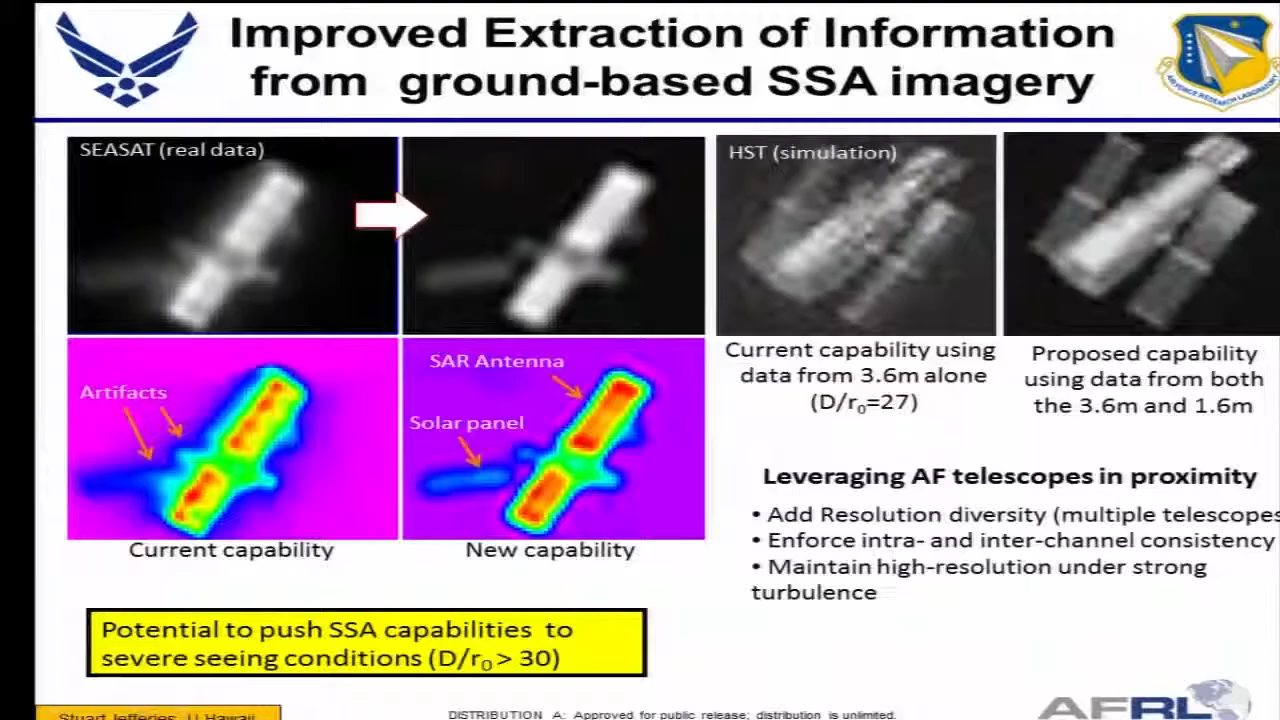 Improved Extraction of Information
from ground-based SSA imagery
AIR FORCE RESEARCH LABORATORY
SEASAT (real data)
HST (simulation)
Artifacts
SAR Antenna
Solar panel
Current capability
New capability
Current capability using
data from 3.6m alone
(D/r₀=27)
Proposed capability
using data from both
the 3.6m and 1.6m
Leveraging AF telescopes in proximity
• Add Resolution diversity (multiple telescopes
• Enforce intra- and inter-channel consistency
• Maintain high-resolution under strong
turbulence
Potential to push SSA capabilities to
severe seeing conditions (D/r₀ > 30)
Stuart Jefferies, U Hawaii
DISTRIBUTION A: Approved for public release; distribution is unlimited.
AFRL